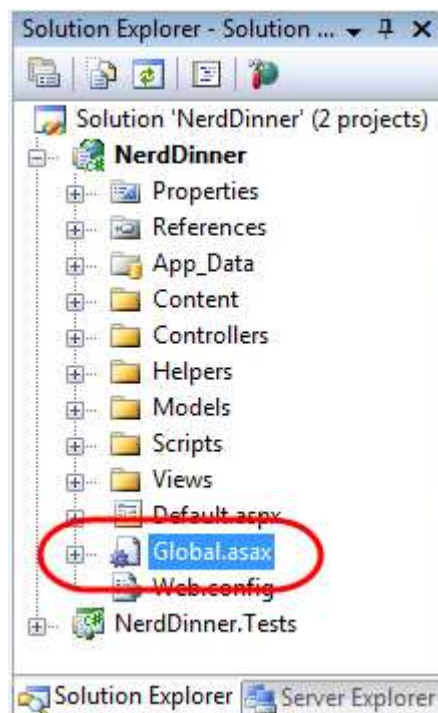 Solution Explorer - Solution ...
Solution 'NerdDinner' (2 projects)
NerdDinner
Properties
References
App_Data
Content
Controllers
Helpers
Models
Scripts
Views
Default.aspx
Global.asax
Web.config
NerdDinner.Tests
Solution Explorer Server Explorer